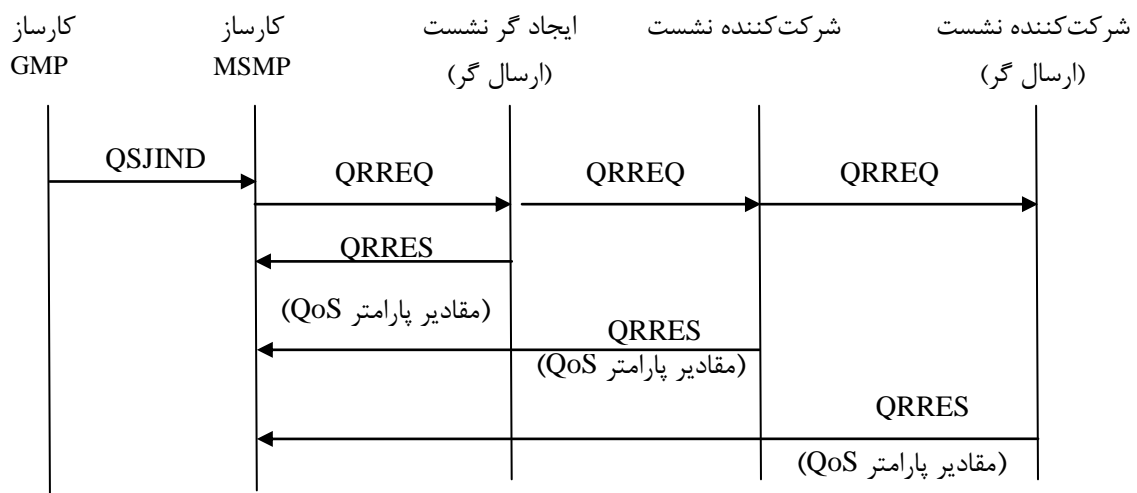 کارساز
GMP
کارساز
MSMP
ایجاد گر نشست
(ارسال گر)
شرکت‌کننده نشست
شرکت‌کننده نشست
(ارسال گر)
QSJIND
QRREQ
QRREQ
QRREQ
QRRES
(مقادیر پارامتر QoS)
QRRES
(مقادیر پارامتر QoS)
QRRES
(مقادیر پارامتر QoS)